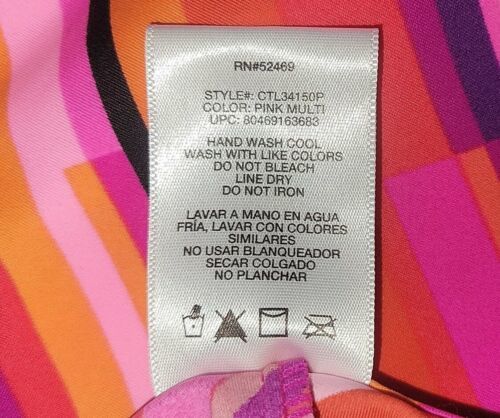 RN#52469
STYLE#: CTL34150P
COLOR: PINK MULTI
UPC: 80469163683
HAND WASH COOL
WASH WITH LIKE COLORS
DO NOT BLEACH
LINE DRY
DO NOT IRON
LAVAR A MANO EN AGUA
FRÍA, LAVAR CON COLORES
SIMILARES
NO USAR BLANQUEADOR
SECAR COLGADO
NO PLANCHAR